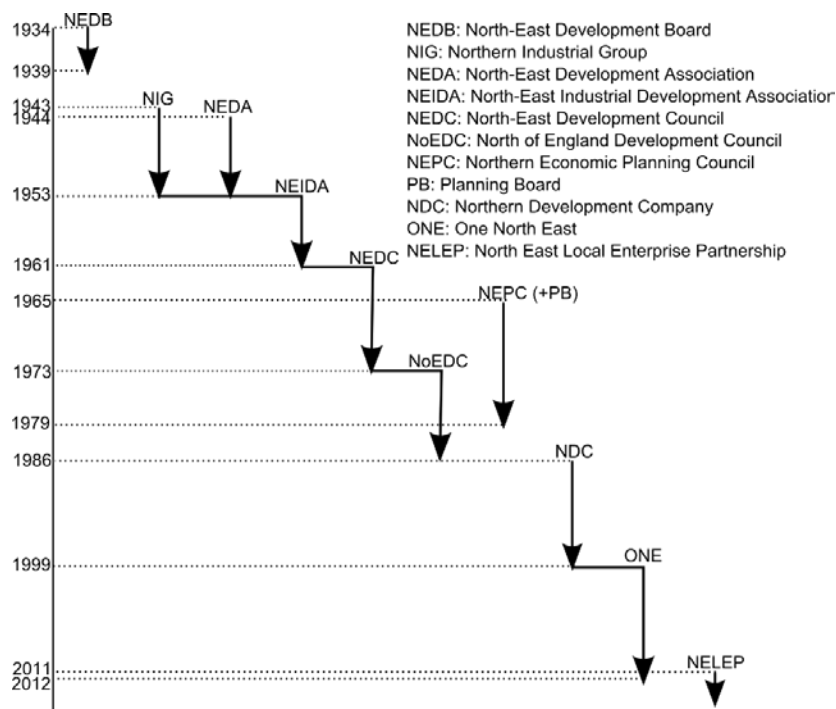 NEDB
1934
1939
NIG
NEDA
1943
1944
NEIDA
1953
NEDC
1961
NEPC (+PB)
1965
NoEDC
1973
1979
NDC
1986
ONE
1999
NELEP
2011
2012
NEDB: North-East Development Board
NIG: Northern Industrial Group
NEDA: North-East Development Association
NEIDA: North-East Industrial Development Association
NEDC: North-East Development Council
NoEDC: North of England Development Council
NEPC: Northern Economic Planning Council
PB: Planning Board
NDC: Northern Development Company
ONE: One North East
NELEP: North East Local Enterprise Partnership